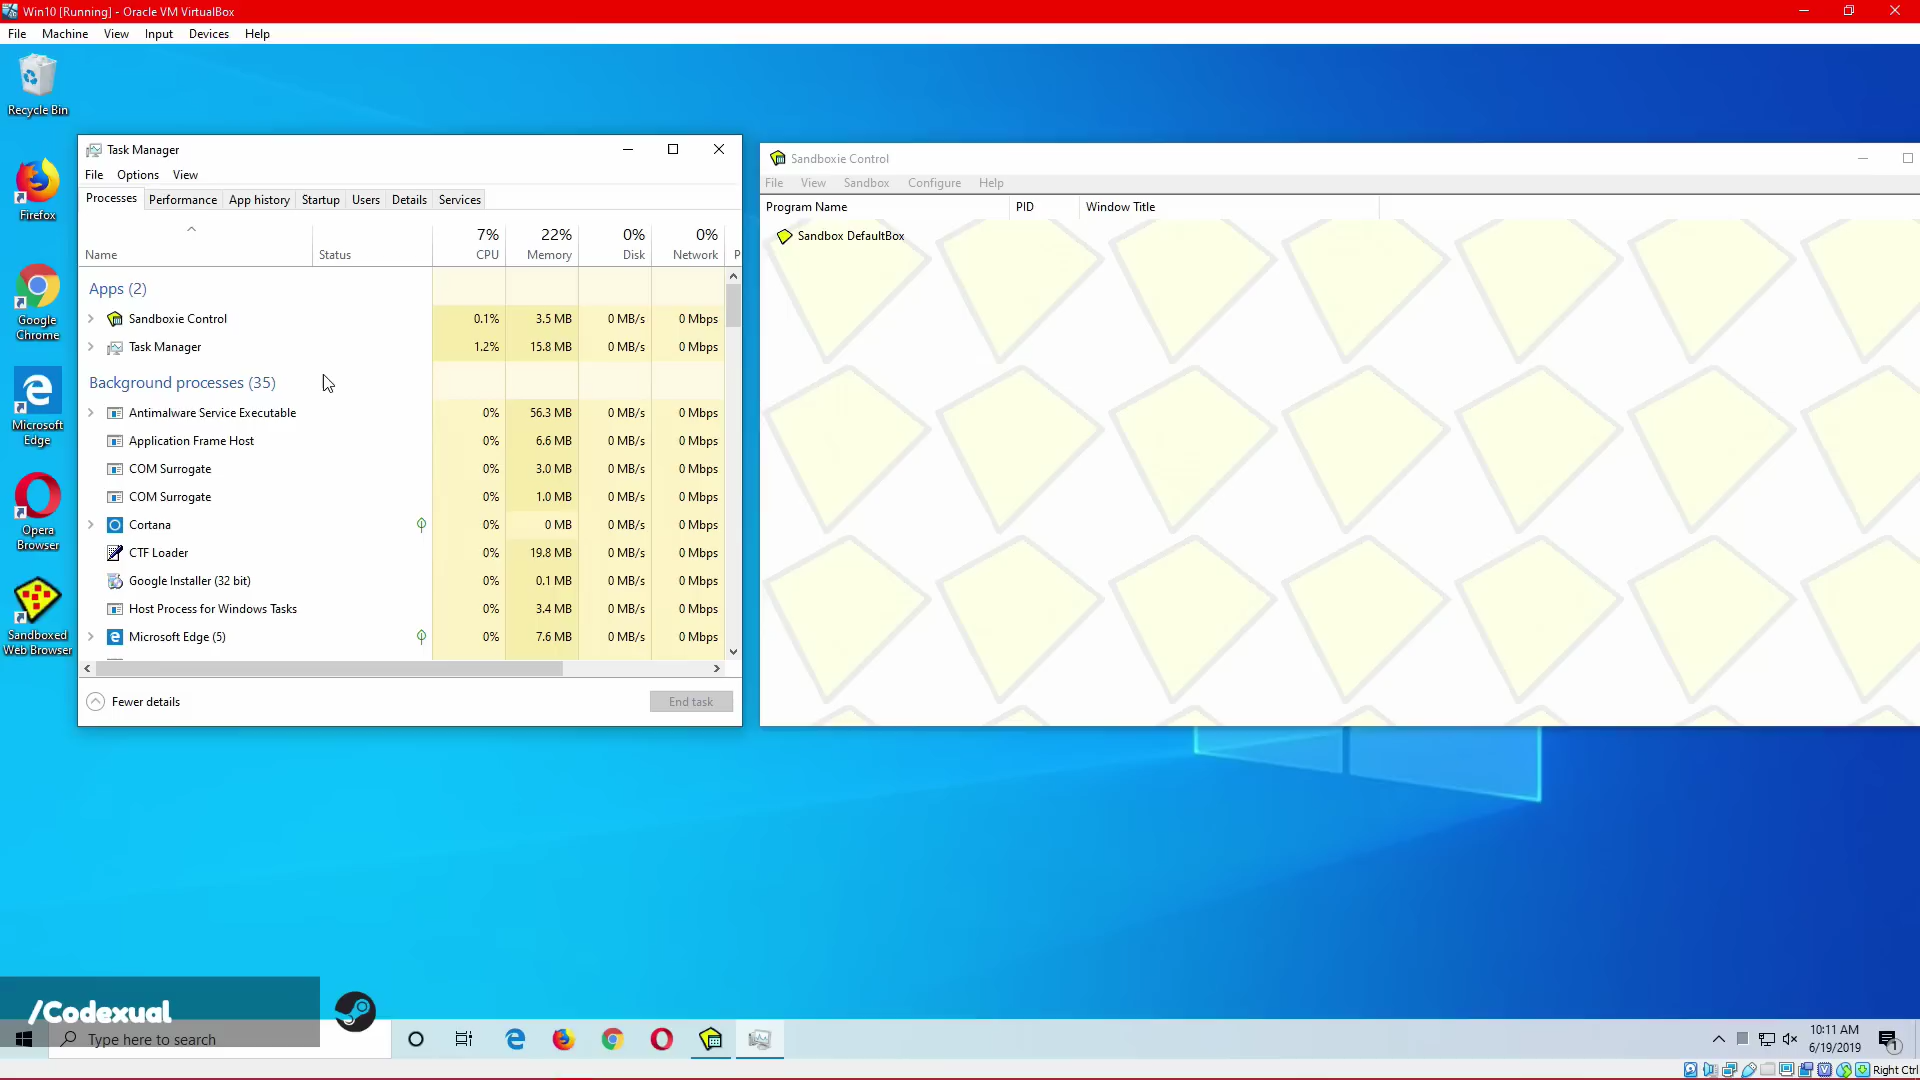 Win10 [Running] - Oracle VM VirtualBox
File Machine View Input Devices Help
Recycle Bin
Firefox
Google
Chrome
Microsoft
Edge
Opera
Browser
Sandboxed
Web Browser
Task Manager
File Options View
Processes Performance App history Startup Users Details Services
7% 22% 0% 0%
Name Status CPU Memory Disk Network P
Apps (2)
Sandboxie Control 0.1% 3.5 MB 0 MB/s 0 Mbps
Task Manager 1.2% 15.8 MB 0 MB/s 0 Mbps
Background processes (35)
Antimalware Service Executable 0% 56.3 MB 0 MB/s 0 Mbps
Application Frame Host 0% 6.6 MB 0 MB/s 0 Mbps
COM Surrogate 0% 3.0 MB 0 MB/s 0 Mbps
COM Surrogate 0% 1.0 MB 0 MB/s 0 Mbps
Cortana 0% 0 MB 0 MB/s 0 Mbps
CTF Loader 0% 19.8 MB 0 MB/s 0 Mbps
Google Installer (32 bit) 0% 0.1 MB 0 MB/s 0 Mbps
Host Process for Windows Tasks 0% 3.4 MB 0 MB/s 0 Mbps
Microsoft Edge (5) 0% 7.6 MB 0 MB/s 0 Mbps
Fewer details End task
Sandboxie Control
File View Sandbox Configure Help
Program Name PID Window Title
Sandbox DefaultBox
/Codexual
Type here to search
10:11 AM
6/19/2019
1
Right Ctrl